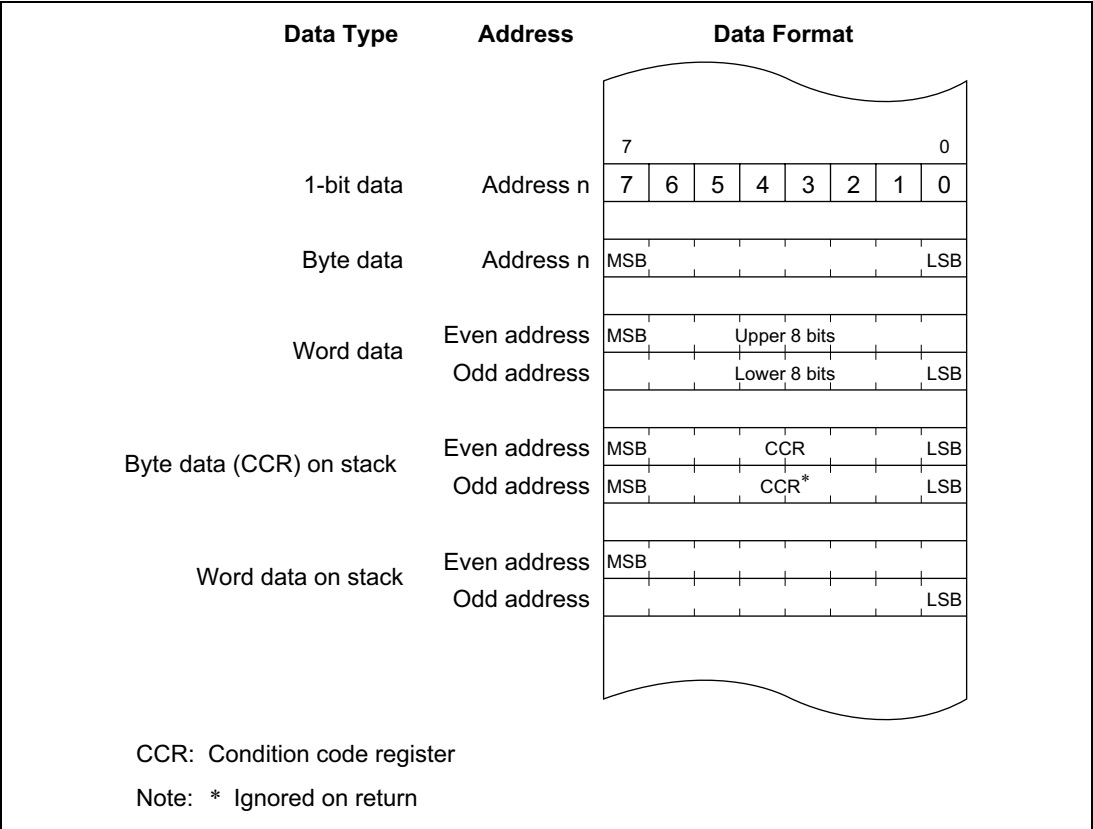 Data Type Address Data Format
7 0
1-bit data Address n 7 6 5 4 3 2 1 0
Byte data Address n MSB LSB
Word data
Even address MSB Upper 8 bits
Odd address Lower 8 bits LSB
Byte data (CCR) on stack
Even address MSB CCR LSB
Odd address MSB CCR* LSB
Word data on stack
Even address MSB
Odd address LSB
CCR: Condition code register
Note: * Ignored on return